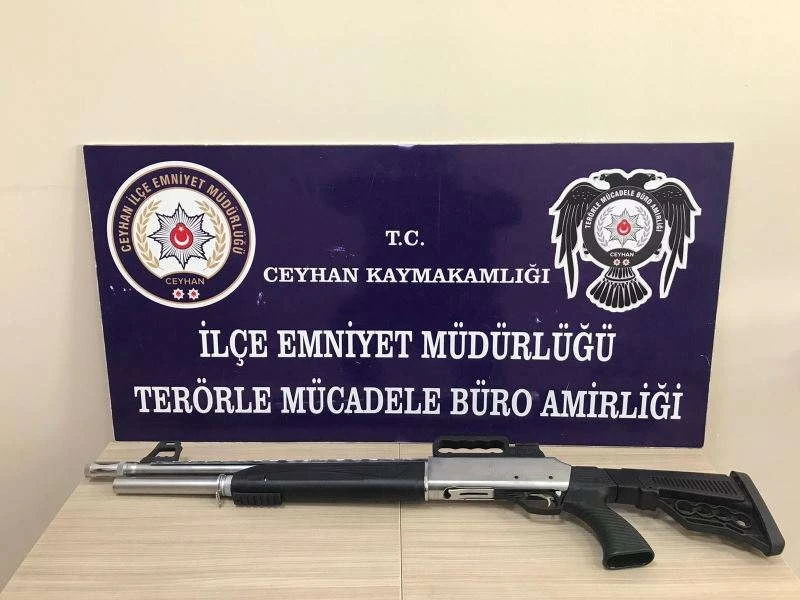 CEYHAN İLÇE EMNİYET MÜDÜRLÜĞÜ
CEYHAN
T.C.
CEYHAN KAYMAKAMLIĞI
TERÖRLE MÜCADELE BÜRO AMİRLİĞİ
CEYHAN
İLÇE EMNİYET MÜDÜRLÜĞÜ
TERÖRLE MÜCADELE BÜRO AMİRLİĞİ